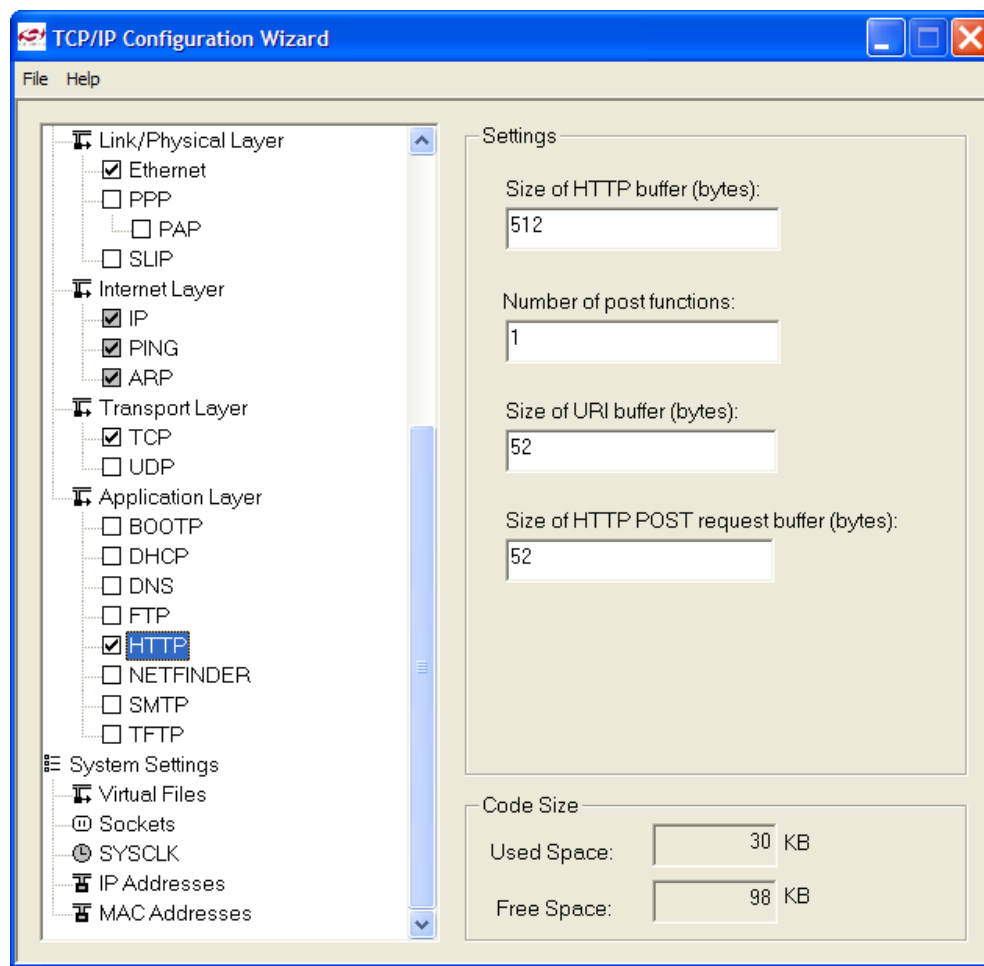 TCP/IP Configuration Wizard
File Help
Link/Physical Layer
Ethernet
PPP
PAP
SLIP
Internet Layer
IP
PING
ARP
Transport Layer
TCP
UDP
Application Layer
BOOTP
DHCP
DNS
FTP
HTTP
NETFINDER
SMTP
TFTP
System Settings
Virtual Files
Sockets
SYSCLK
IP Addresses
MAC Addresses
Settings
Size of HTTP buffer (bytes):
512
Number of post functions:
1
Size of URI buffer (bytes):
52
Size of HTTP POST request buffer (bytes):
52
Code Size
Used Space: 30 KB
Free Space: 98 KB